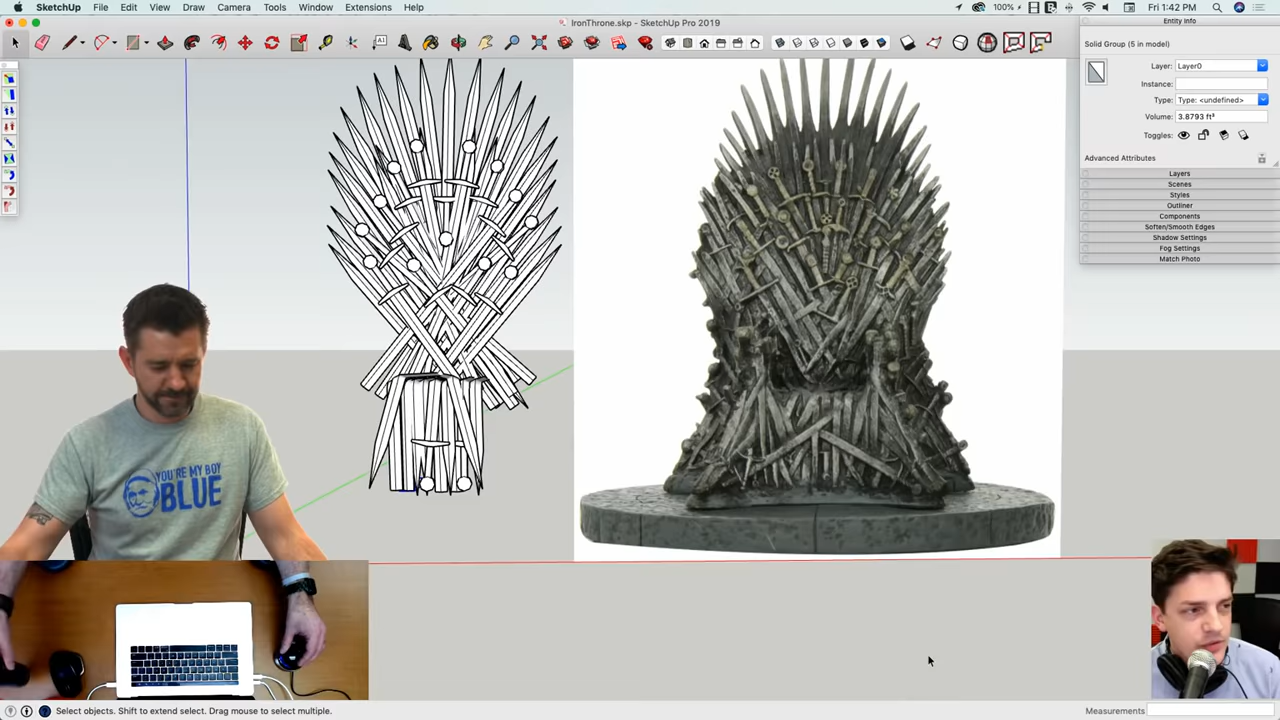 SketchUp File Edit View Draw Camera Tools Window Extensions Help
100% Fri 1:42 PM
IronThrone.skp - SketchUp Pro 2019
Entity Info
Solid Group (5 in model)
Layer: Layer0
Instance:
Type: Type: <undefined>
Volume: 3.8793 ft³
Toggles:
Advanced Attributes
Layers
Scenes
Styles
Outliner
Components
Soften/Smooth Edges
Shadow Settings
Fog Settings
Match Photo
YOU'RE MY BOY
BLUE
Select objects. Shift to extend select. Drag mouse to select multiple.
Measurements